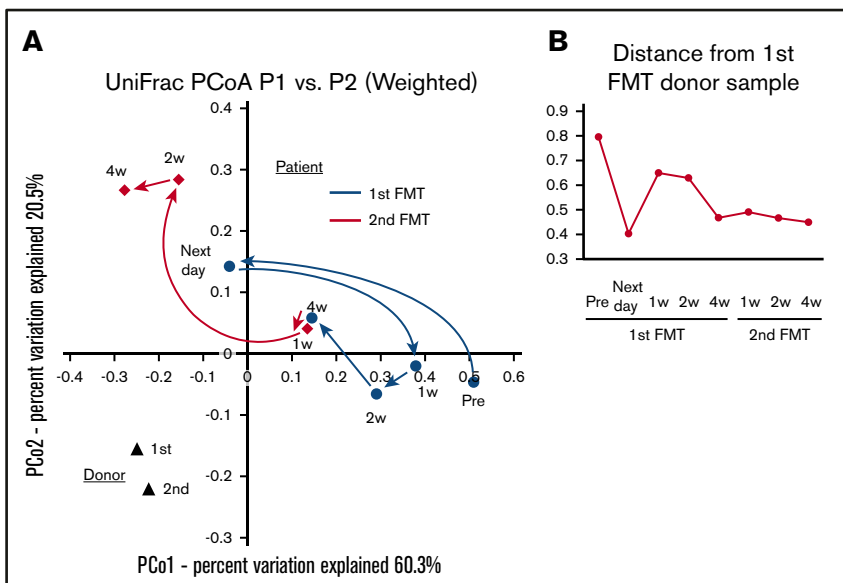 A
UniFrac PCoA P1 vs. P2 (Weighted)
PCo2 - percent variation explained 20.5%
0.4
0.3
0.2
0.1
0
-0.1
-0.2
-0.3
-0.4 -0.3 -0.2 -0.1 0 0.1 0.2 0.3 0.4 0.5 0.6
PCo1 - percent variation explained 60.3%
Patient
1st FMT
2nd FMT
4w
2w
Next
day
4w
1w
2w
1w
Pre
1st
Donor
2nd
B
Distance from 1st
FMT donor sample
0.9
0.8
0.7
0.6
0.5
0.4
0.3
Pre Next day 1w 2w 4w 1w 2w 4w
1st FMT 2nd FMT